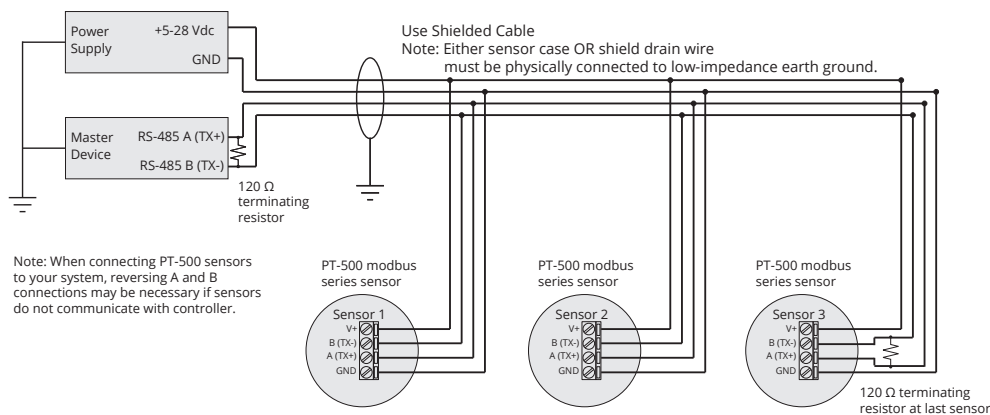 Power
Supply
+5-28 Vdc
GND
Use Shielded Cable
Note: Either sensor case OR shield drain wire
must be physically connected to low-impedance earth ground.
Master
Device
RS-485 A (TX+)
RS-485 B (TX-)
120 Ω
terminating
resistor
Note: When connecting PT-500 sensors
to your system, reversing A and B
connections may be necessary if sensors
do not communicate with controller.
PT-500 modbus
series sensor
Sensor 1
V+
B (TX-)
A (TX+)
GND
PT-500 modbus
series sensor
Sensor 2
V+
B (TX-)
A (TX+)
GND
PT-500 modbus
series sensor
Sensor 3
V+
B (TX-)
A (TX+)
GND
120 Ω terminating
resistor at last sensor